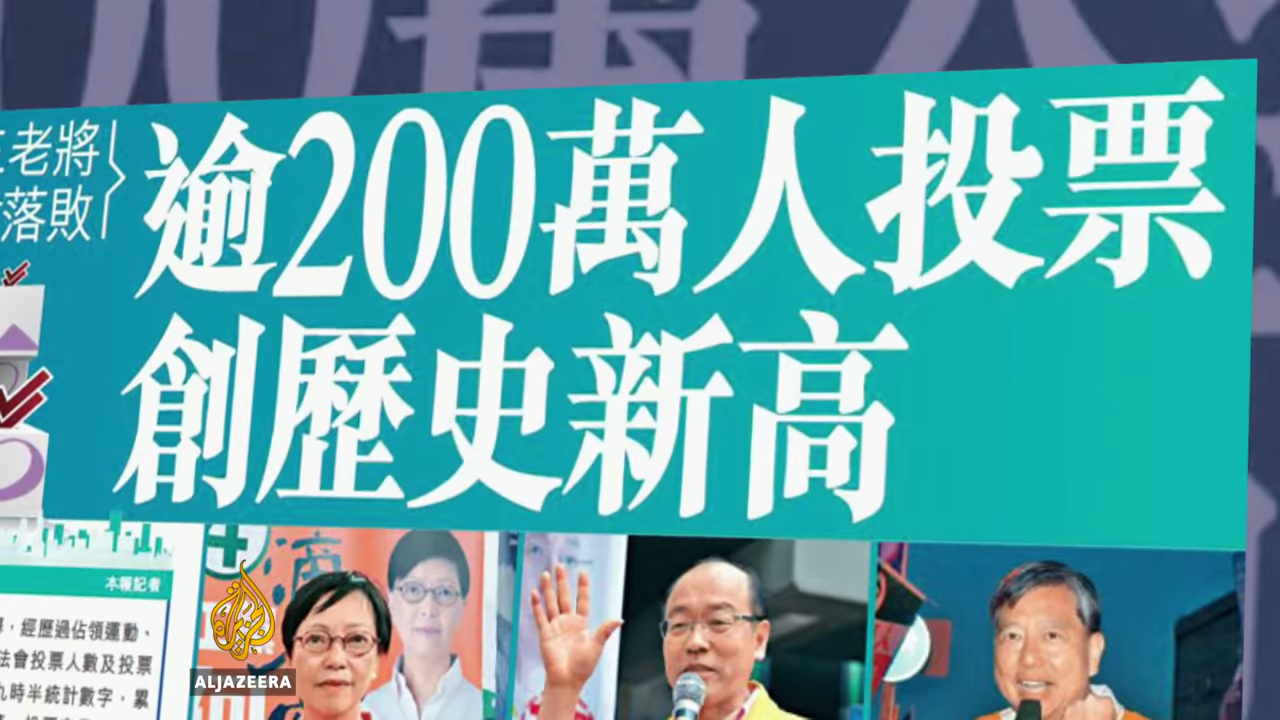 老將
落敗
逾200萬人投票
創歷史新高
本報記者
，經歷過佔領運動、
法會投票人數及投票
九時半統計數字，累
ALJAZEERA